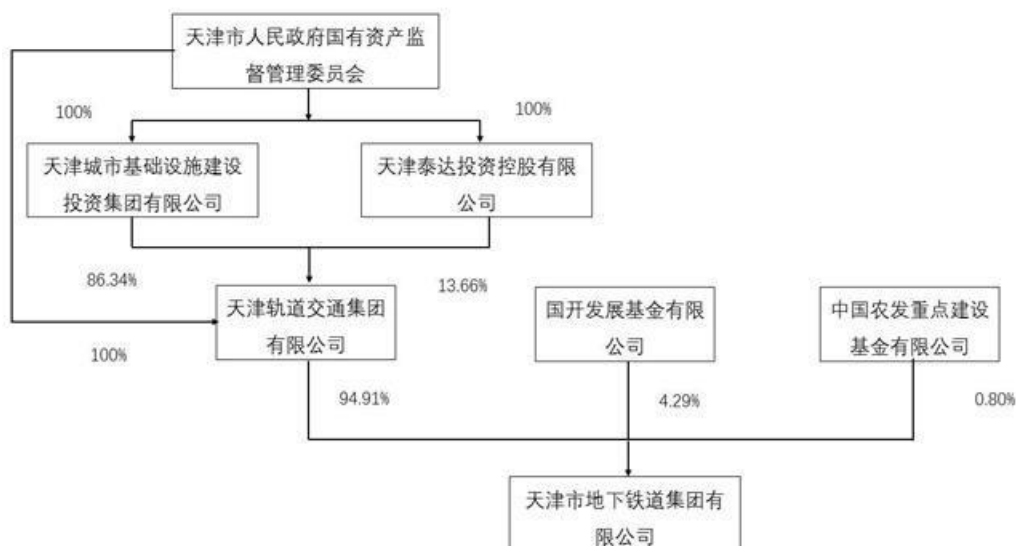 天津市人民政府国有资产监
督管理委员会
100%
100%
天津城市基础设施建设
投资集团有限公司
天津泰达投资控股有限
公司
86.34%
13.66%
天津轨道交通集团
有限公司
国开发展基金有限
公司
中国农发重点建设
基金有限公司
100%
94.91%
4.29%
0.80%
天津市地下铁道集团有
限公司